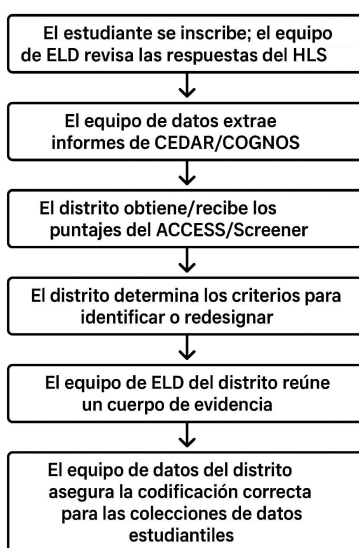 El estudiante se inscribe; el equipo
de ELD revisa las respuestas del HLS
El equipo de datos extrae
informes de CEDAR/COGNOS
El distrito obtiene/recibe los
puntajes del ACCESS/Screener
El distrito determina los criterios para
identificar o redesignar
El equipo de ELD del distrito reúne
un cuerpo de evidencia
El equipo de datos del distrito
asegura la codificación correcta
para las colecciones de datos
estudiantiles